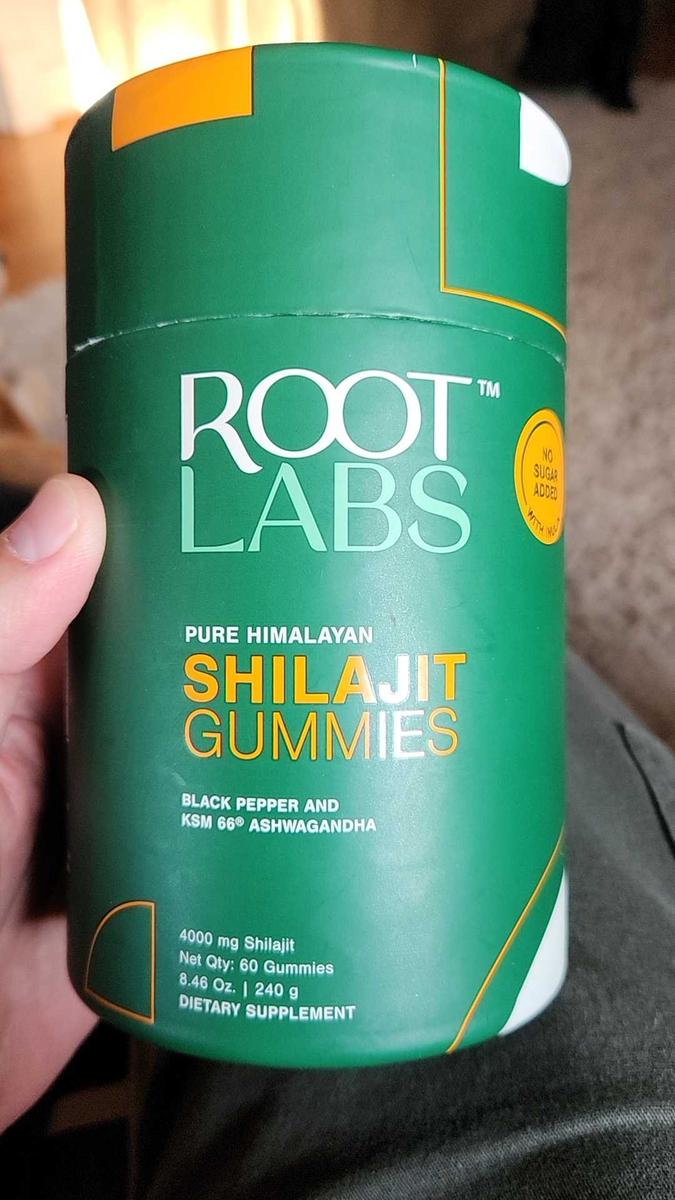 ROOT™
LABS
NO
SUGAR
ADDED
WITH
PURE HIMALAYAN
SHILAJIT
GUMMIES
BLACK PEPPER AND
KSM 66® ASHWAGANDHA
4000 mg Shilajit
Net Qty: 60 Gummies
8.46 Oz. | 240 g
DIETARY SUPPLEMENT